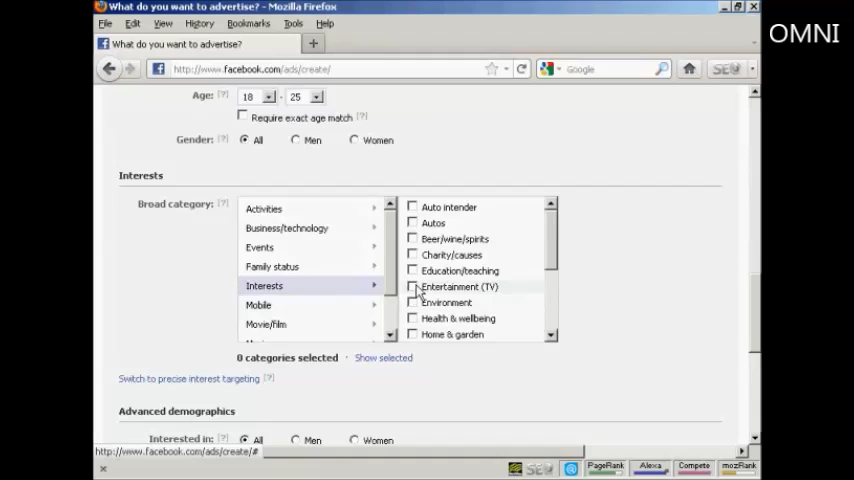 What do you want to advertise? - Mozilla Firefox
OMNI
File Edit View History Bookmarks Tools Help
What do you want to advertise?
http://www.facebook.com/ads/create/
Google
SEO
Age: [?] 18 - 25
Require exact age match [?]
Gender: [?] All Men Women
Interests
Broad category: [?]
Activities
Business/technology
Events
Family status
Interests
Mobile
Movie/film
Auto intender
Autos
Beer/wine/spirits
Charity/causes
Education/teaching
Entertainment (TV)
Environment
Health & wellbeing
Home & garden
0 categories selected · Show selected
Switch to precise interest targeting [?]
Advanced demographics
Interested in: [?] All Men Women
http://www.facebook.com/ads/create/#
SEO
PageRank Alexa Compete mozRank